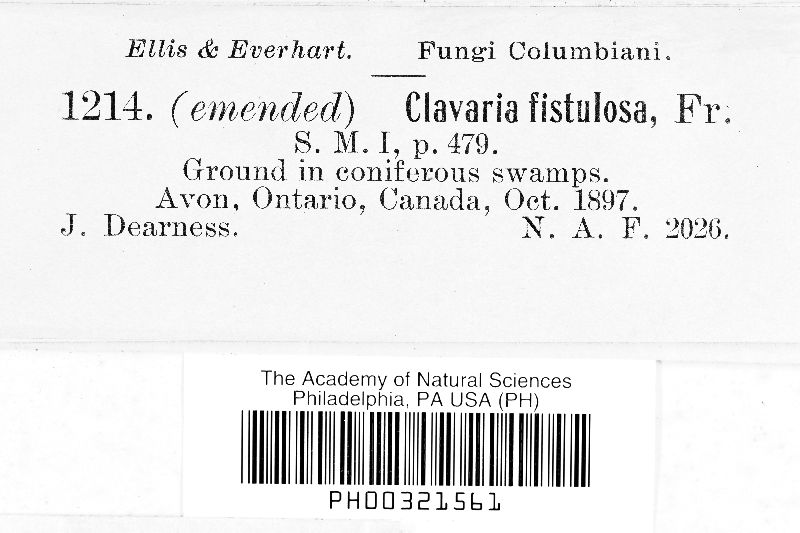 Ellis & Everhart. Fungi Columbiani.
1214. (emended) Clavaria fistulosa, Fr.
S. M. I, p. 479.
Ground in coniferous swamps.
Avon, Ontario, Canada, Oct. 1897.
J. Dearness. N. A. F. 2026.
The Academy of Natural Sciences
Philadelphia, PA USA (PH)
PH00321561